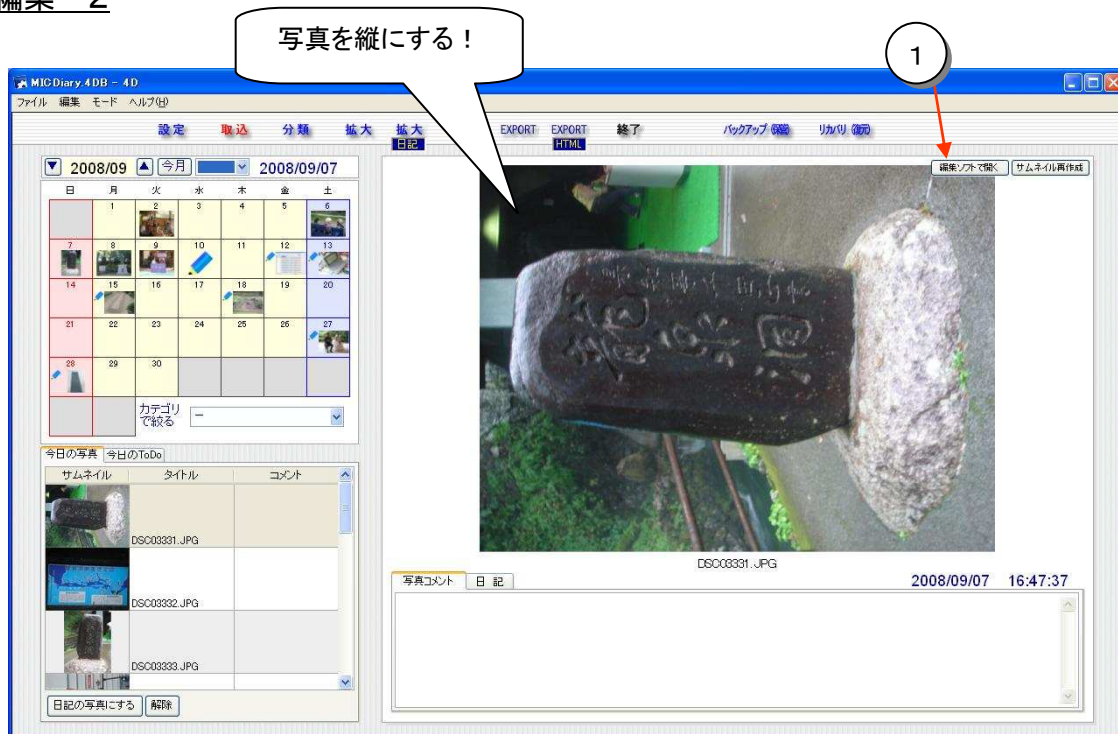 編集 2
写真を縦にする！
1
MICDiary.4DB - 4D
ファイル 編集 モード ヘルプ(H)
設定 取込 分類 拡大 拡大 EXPORT EXPORT 終了 バックアップ (保管) リカバリ (復元)
日記 HTML
2008/09 今月 2008/09/07
編集ソフトで開く サムネイル再作成
日 月 火 水 木 金 土
1 2 3 4 5 6
7 8 9 10 11 12 13
14 15 16 17 18 19 20
21 22 23 24 25 26 27
28 29 30
カテゴリ
で絞る ー
今日の写真 今日のToDo
サムネイル タイトル コメント
DSC03331.JPG
DSC03332.JPG
DSC03333.JPG
日記の写真にする 解除
DSC03331.JPG
写真コメント 日 記 2008/09/07 16:47:37